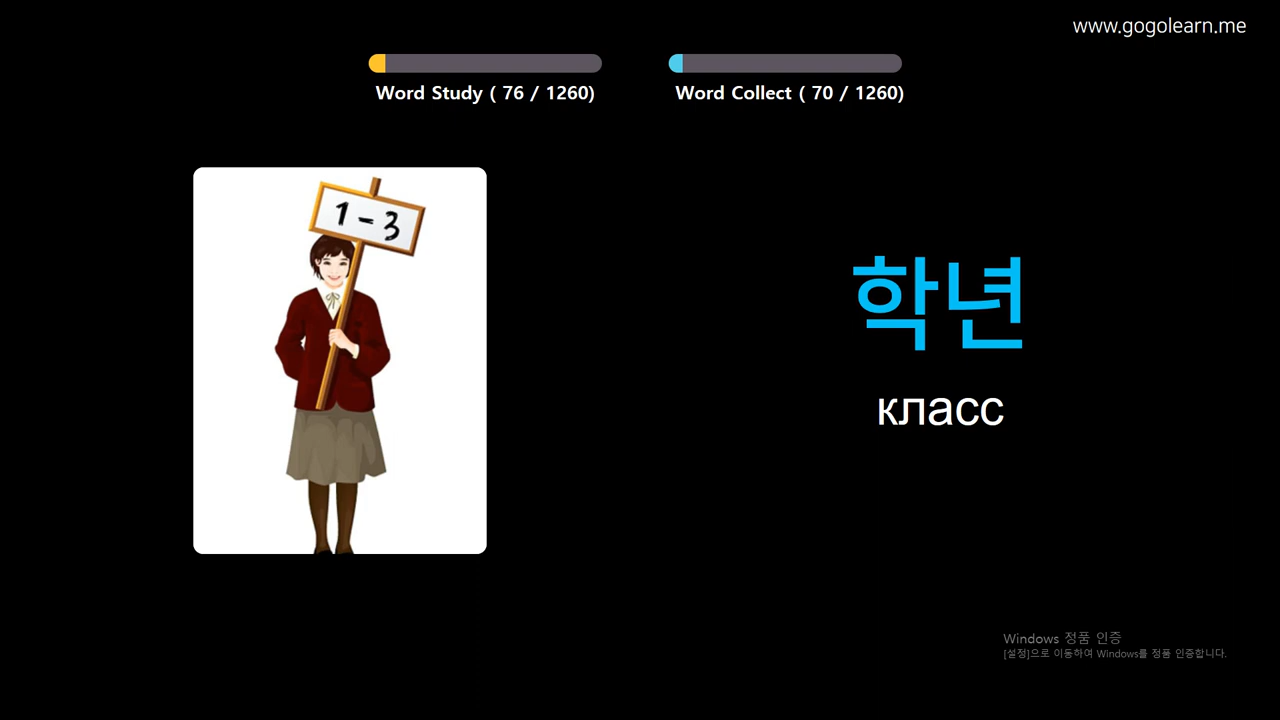 www.gogolearn.me
Word Study ( 76 / 1260)
Word Collect ( 70 / 1260)
1 - 3
학년
класс
Windows 정품 인증
[설정]으로 이동하여 Windows를 정품 인증합니다.